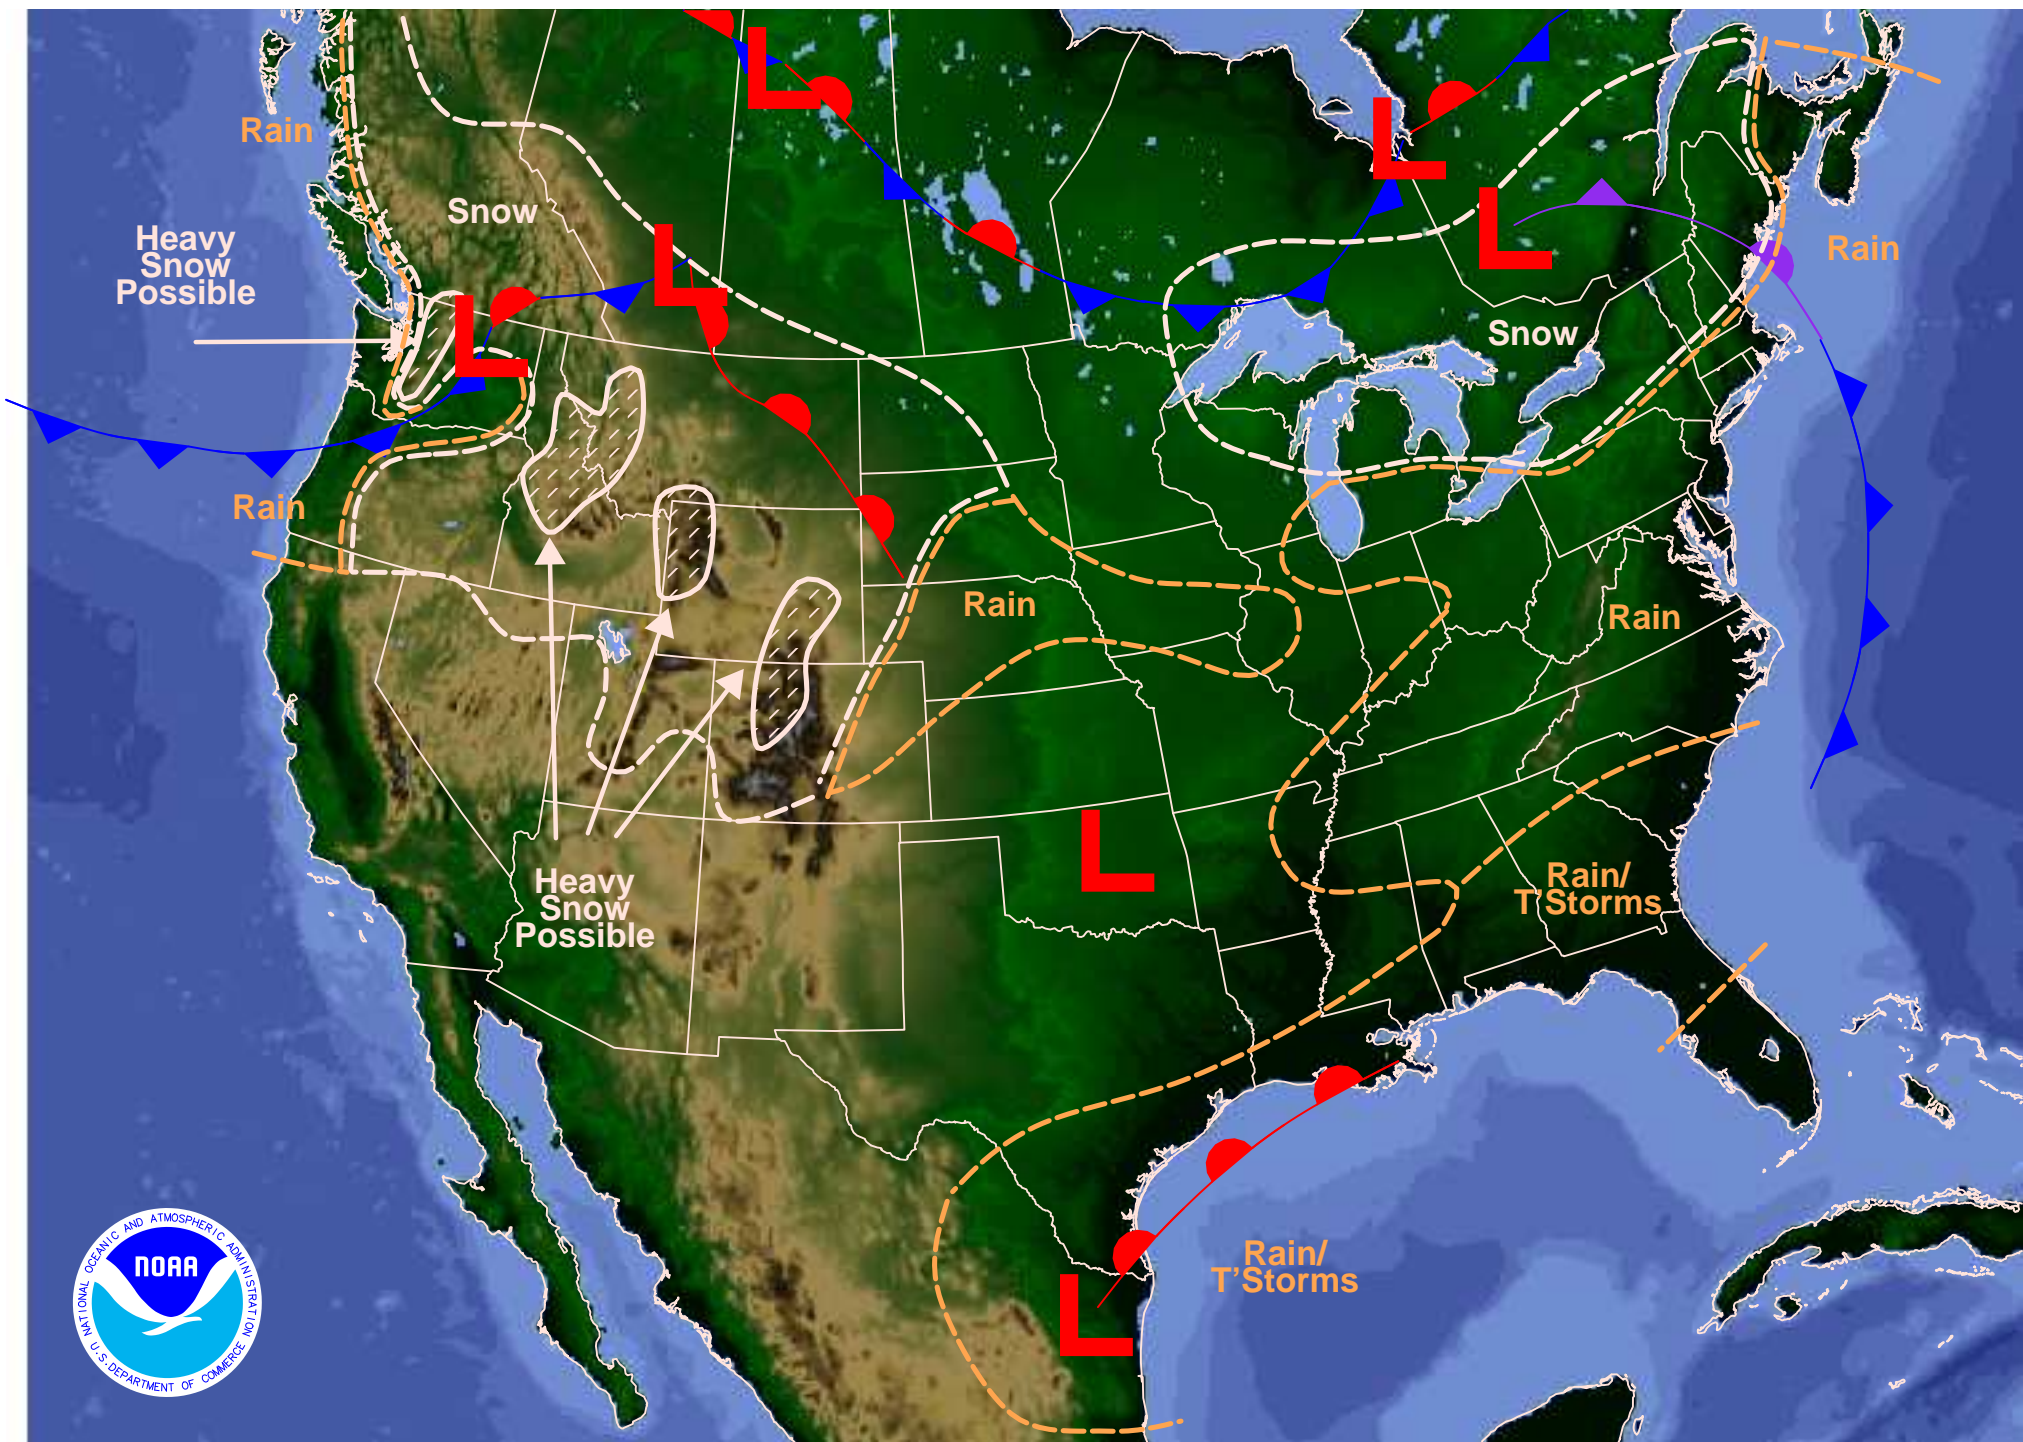 Rain
Snow
Heavy
Snow
Possible
L
L
L
L
L
Rain
Snow
Rain
Rain
Rain
L
Rain/
T'Storms
Heavy
Snow
Possible
Rain/
T'Storms
L
NATIONAL OCEANIC AND ATMOSPHERIC ADMINISTRATION
NOAA
U.S. DEPARTMENT OF COMMERCE